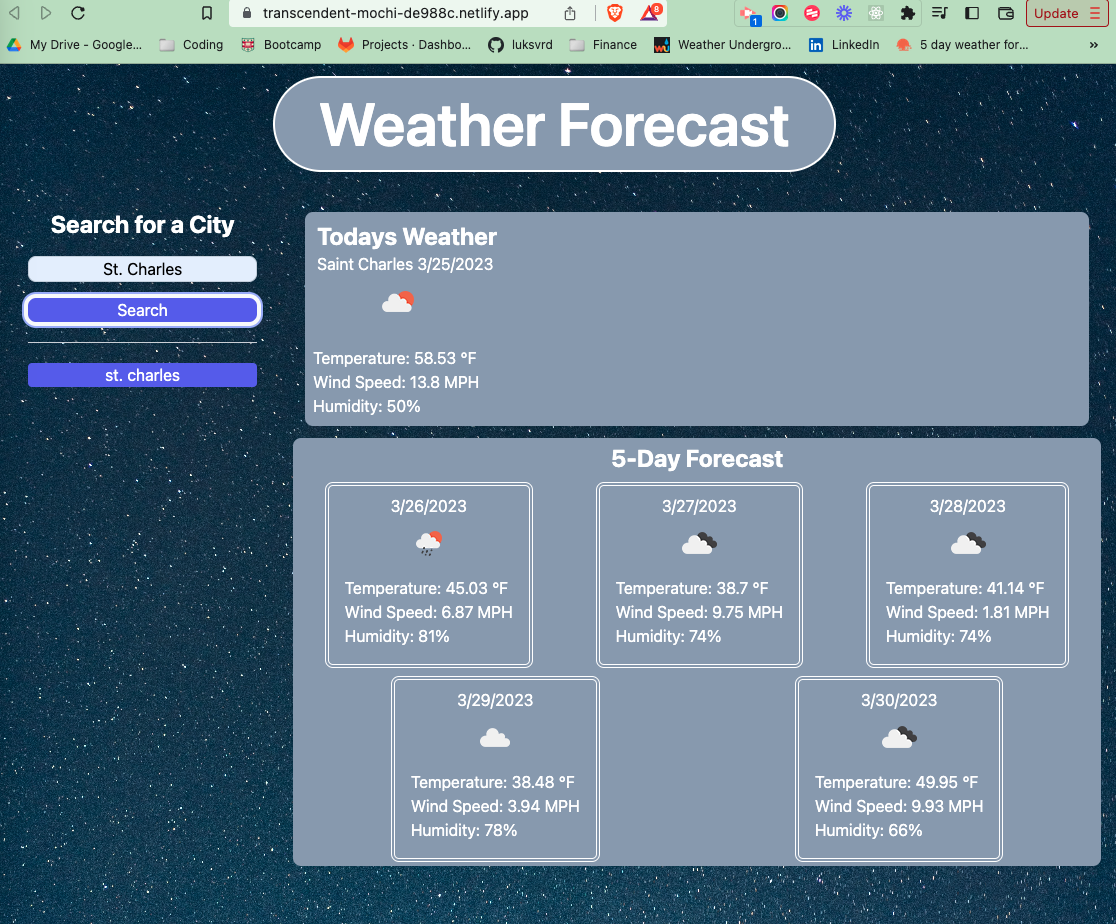 transcendent-mochi-de988c.netlify.app
8
1
Update
My Drive - Google...
Coding
Bootcamp
Projects · Dashbo...
luksvrd
Finance
Weather Undergro...
LinkedIn
5 day weather for...
»
Weather Forecast
Search for a City
St. Charles
Search
st. charles
Todays Weather
Saint Charles 3/25/2023
Temperature: 58.53 °F
Wind Speed: 13.8 MPH
Humidity: 50%
5-Day Forecast
3/26/2023
Temperature: 45.03 °F
Wind Speed: 6.87 MPH
Humidity: 81%
3/27/2023
Temperature: 38.7 °F
Wind Speed: 9.75 MPH
Humidity: 74%
3/28/2023
Temperature: 41.14 °F
Wind Speed: 1.81 MPH
Humidity: 74%
3/29/2023
Temperature: 38.48 °F
Wind Speed: 3.94 MPH
Humidity: 78%
3/30/2023
Temperature: 49.95 °F
Wind Speed: 9.93 MPH
Humidity: 66%